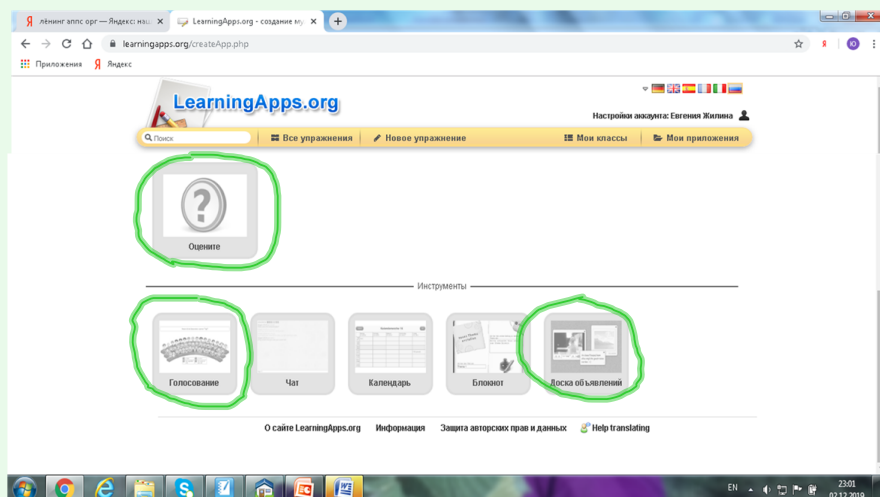 лёнинг аппс орг — Яндекс: наш
LearningApps.org - создание му
learningapps.org/createApp.php
Приложения Яндекс
LearningApps.org
Настройки аккаунта: Евгения Жилина
Поиск Все упражнения Новое упражнение Мои классы Мои приложения
Оцените
Инструменты
Голосование Чат Календарь Блокнот Доска объявлений
О сайте LearningApps.org Информация Защита авторских прав и данных Help translating
EN 23:01
02.12.2019